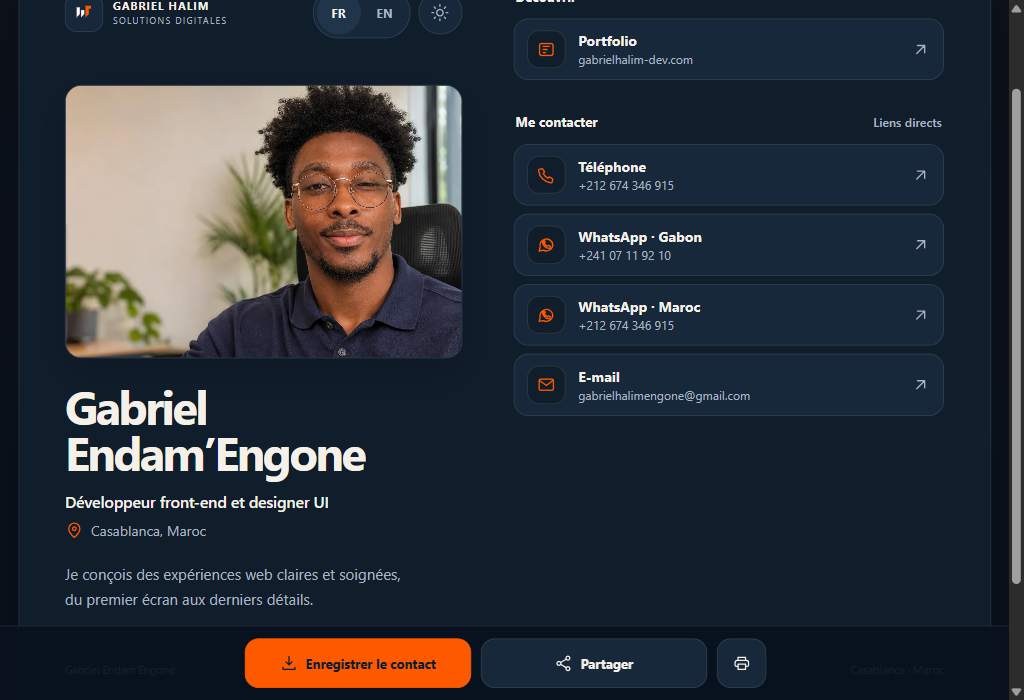 GABRIEL HALIM
SOLUTIONS DIGITALES
FR
EN
Gabriel
Endam’Engone
Développeur front-end et designer UI
Casablanca, Maroc
Je conçois des expériences web claires et soignées,
du premier écran aux derniers détails.
Portfolio
gabrielhalim-dev.com
Me contacter
Liens directs
Téléphone
+212 674 346 915
WhatsApp · Gabon
+241 07 11 92 10
WhatsApp · Maroc
+212 674 346 915
E-mail
gabrielhalimengone@gmail.com
Gabriel Endam’Engone
Enregistrer le contact
Partager
Casablanca · Maroc